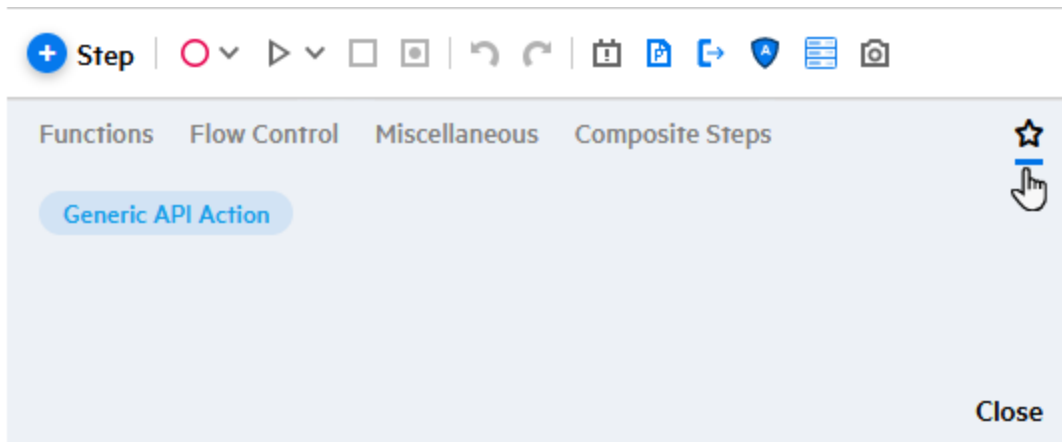 Step
Functions Flow Control Miscellaneous Composite Steps
Generic API Action
Close